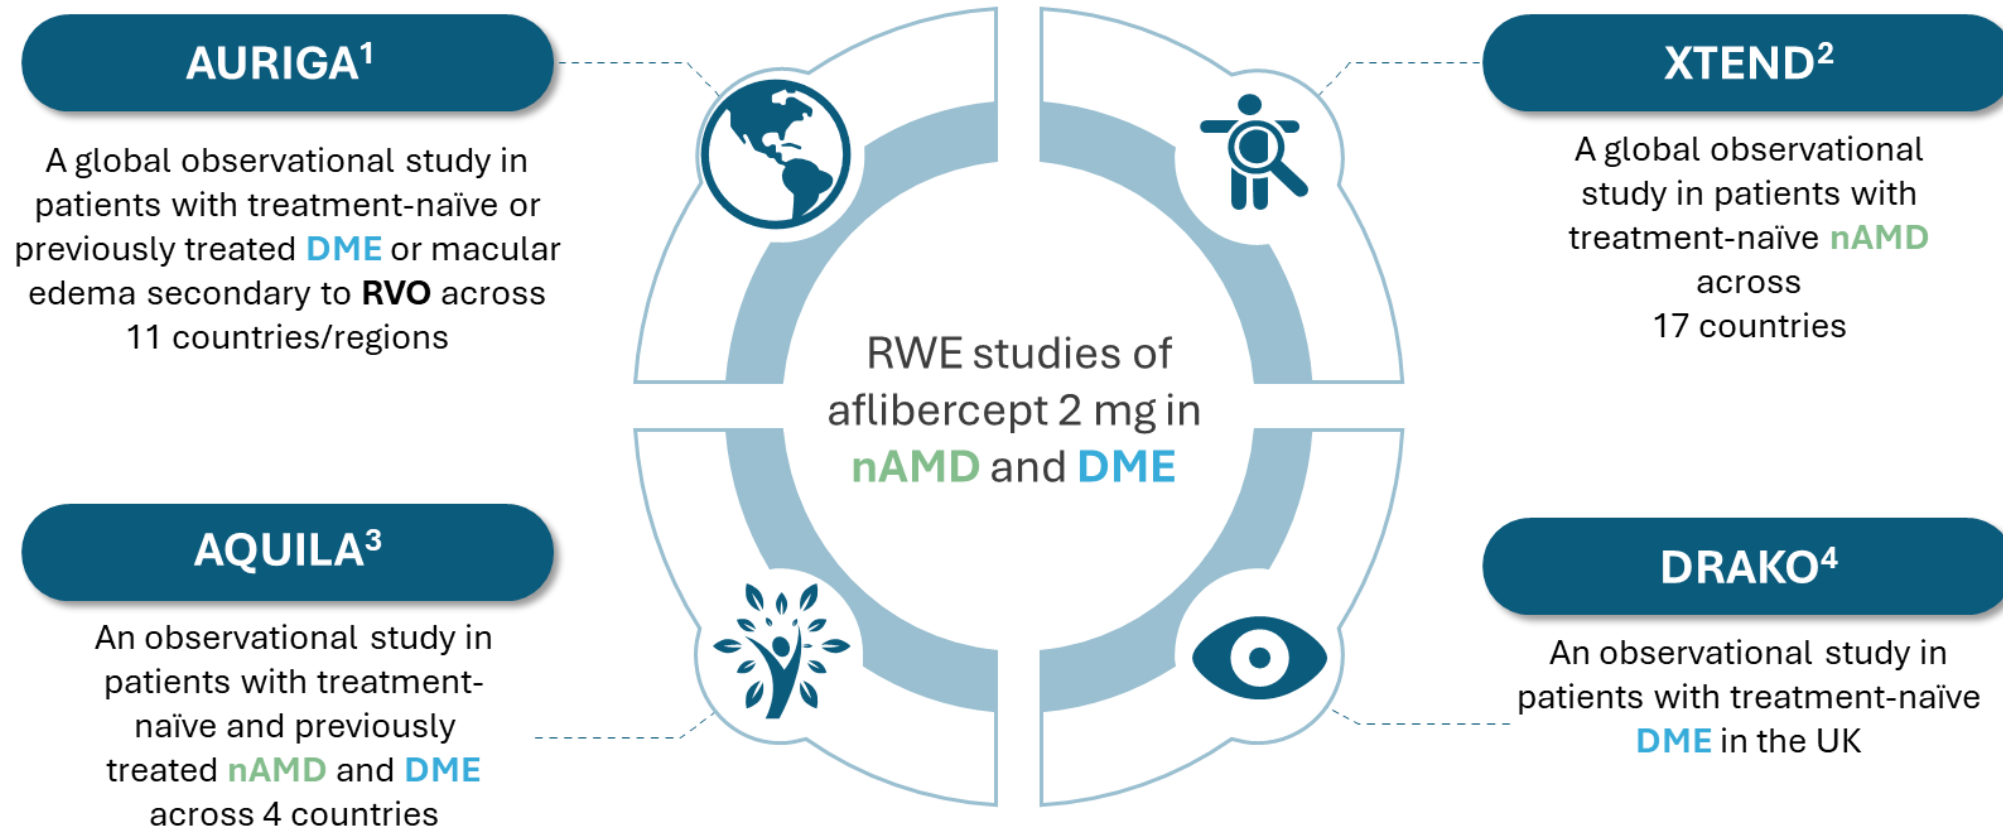 AURIGA¹
A global observational study in
patients with treatment-naïve or
previously treated DME or macular
edema secondary to RVO across
11 countries/regions
XTEND²
A global observational
study in patients with
treatment-naïve nAMD
across
17 countries
RWE studies of
aflibercept 2 mg in
nAMD and DME
AQUILA³
An observational study in
patients with treatment-
naïve and previously
treated nAMD and DME
across 4 countries
DRAKO⁴
An observational study in
patients with treatment-naïve
DME in the UK